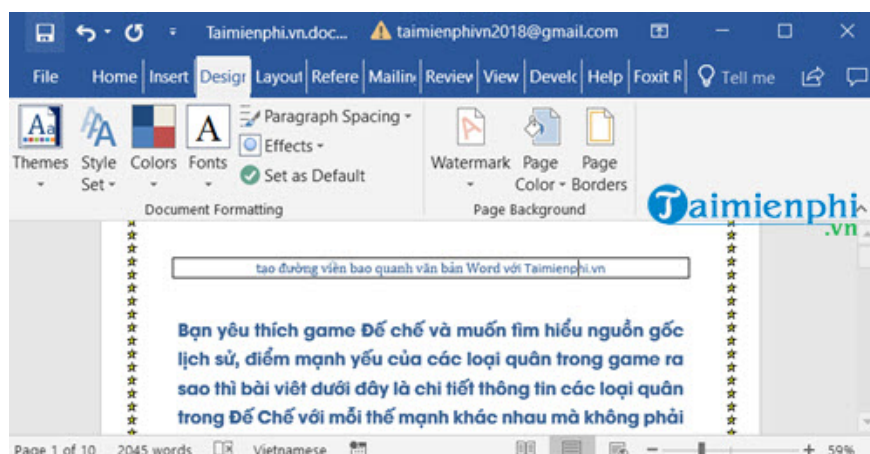 Taimienphi.vn.doc... taimienphivn2018@gmail.com
File Home Insert Desigr Layout Refere Mailin Review View Develc Help Foxit R Tell me
Paragraph Spacing
Effects
Set as Default
Themes Style Set Colors Fonts
Watermark Page Color Page Borders
Document Formatting Page Background
Taimienphi
.vn
tạo đường viền bao quanh văn bản Word với Taimienphi.vn
Bạn yêu thích game Đế chế và muốn tìm hiểu nguồn gốc
lịch sử, điểm mạnh yếu của các loại quân trong game ra
sao thì bài viêt dưới đây là chi tiết thông tin các loại quân
trong Đế Chế với mỗi thế mạnh khác nhau mà không phải
Page 1 of 10 2045 words Vietnamese 59%